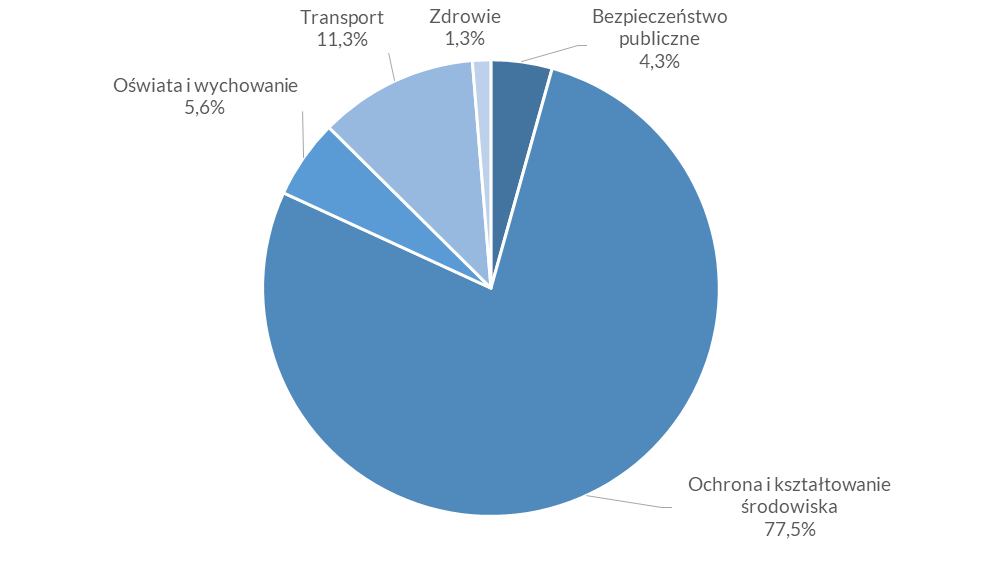 Transport
11,3%
Zdrowie
1,3%
Bezpieczeństwo
publiczne
4,3%
Oświata i wychowanie
5,6%
Ochrona i kształtowanie
środowiska
77,5%